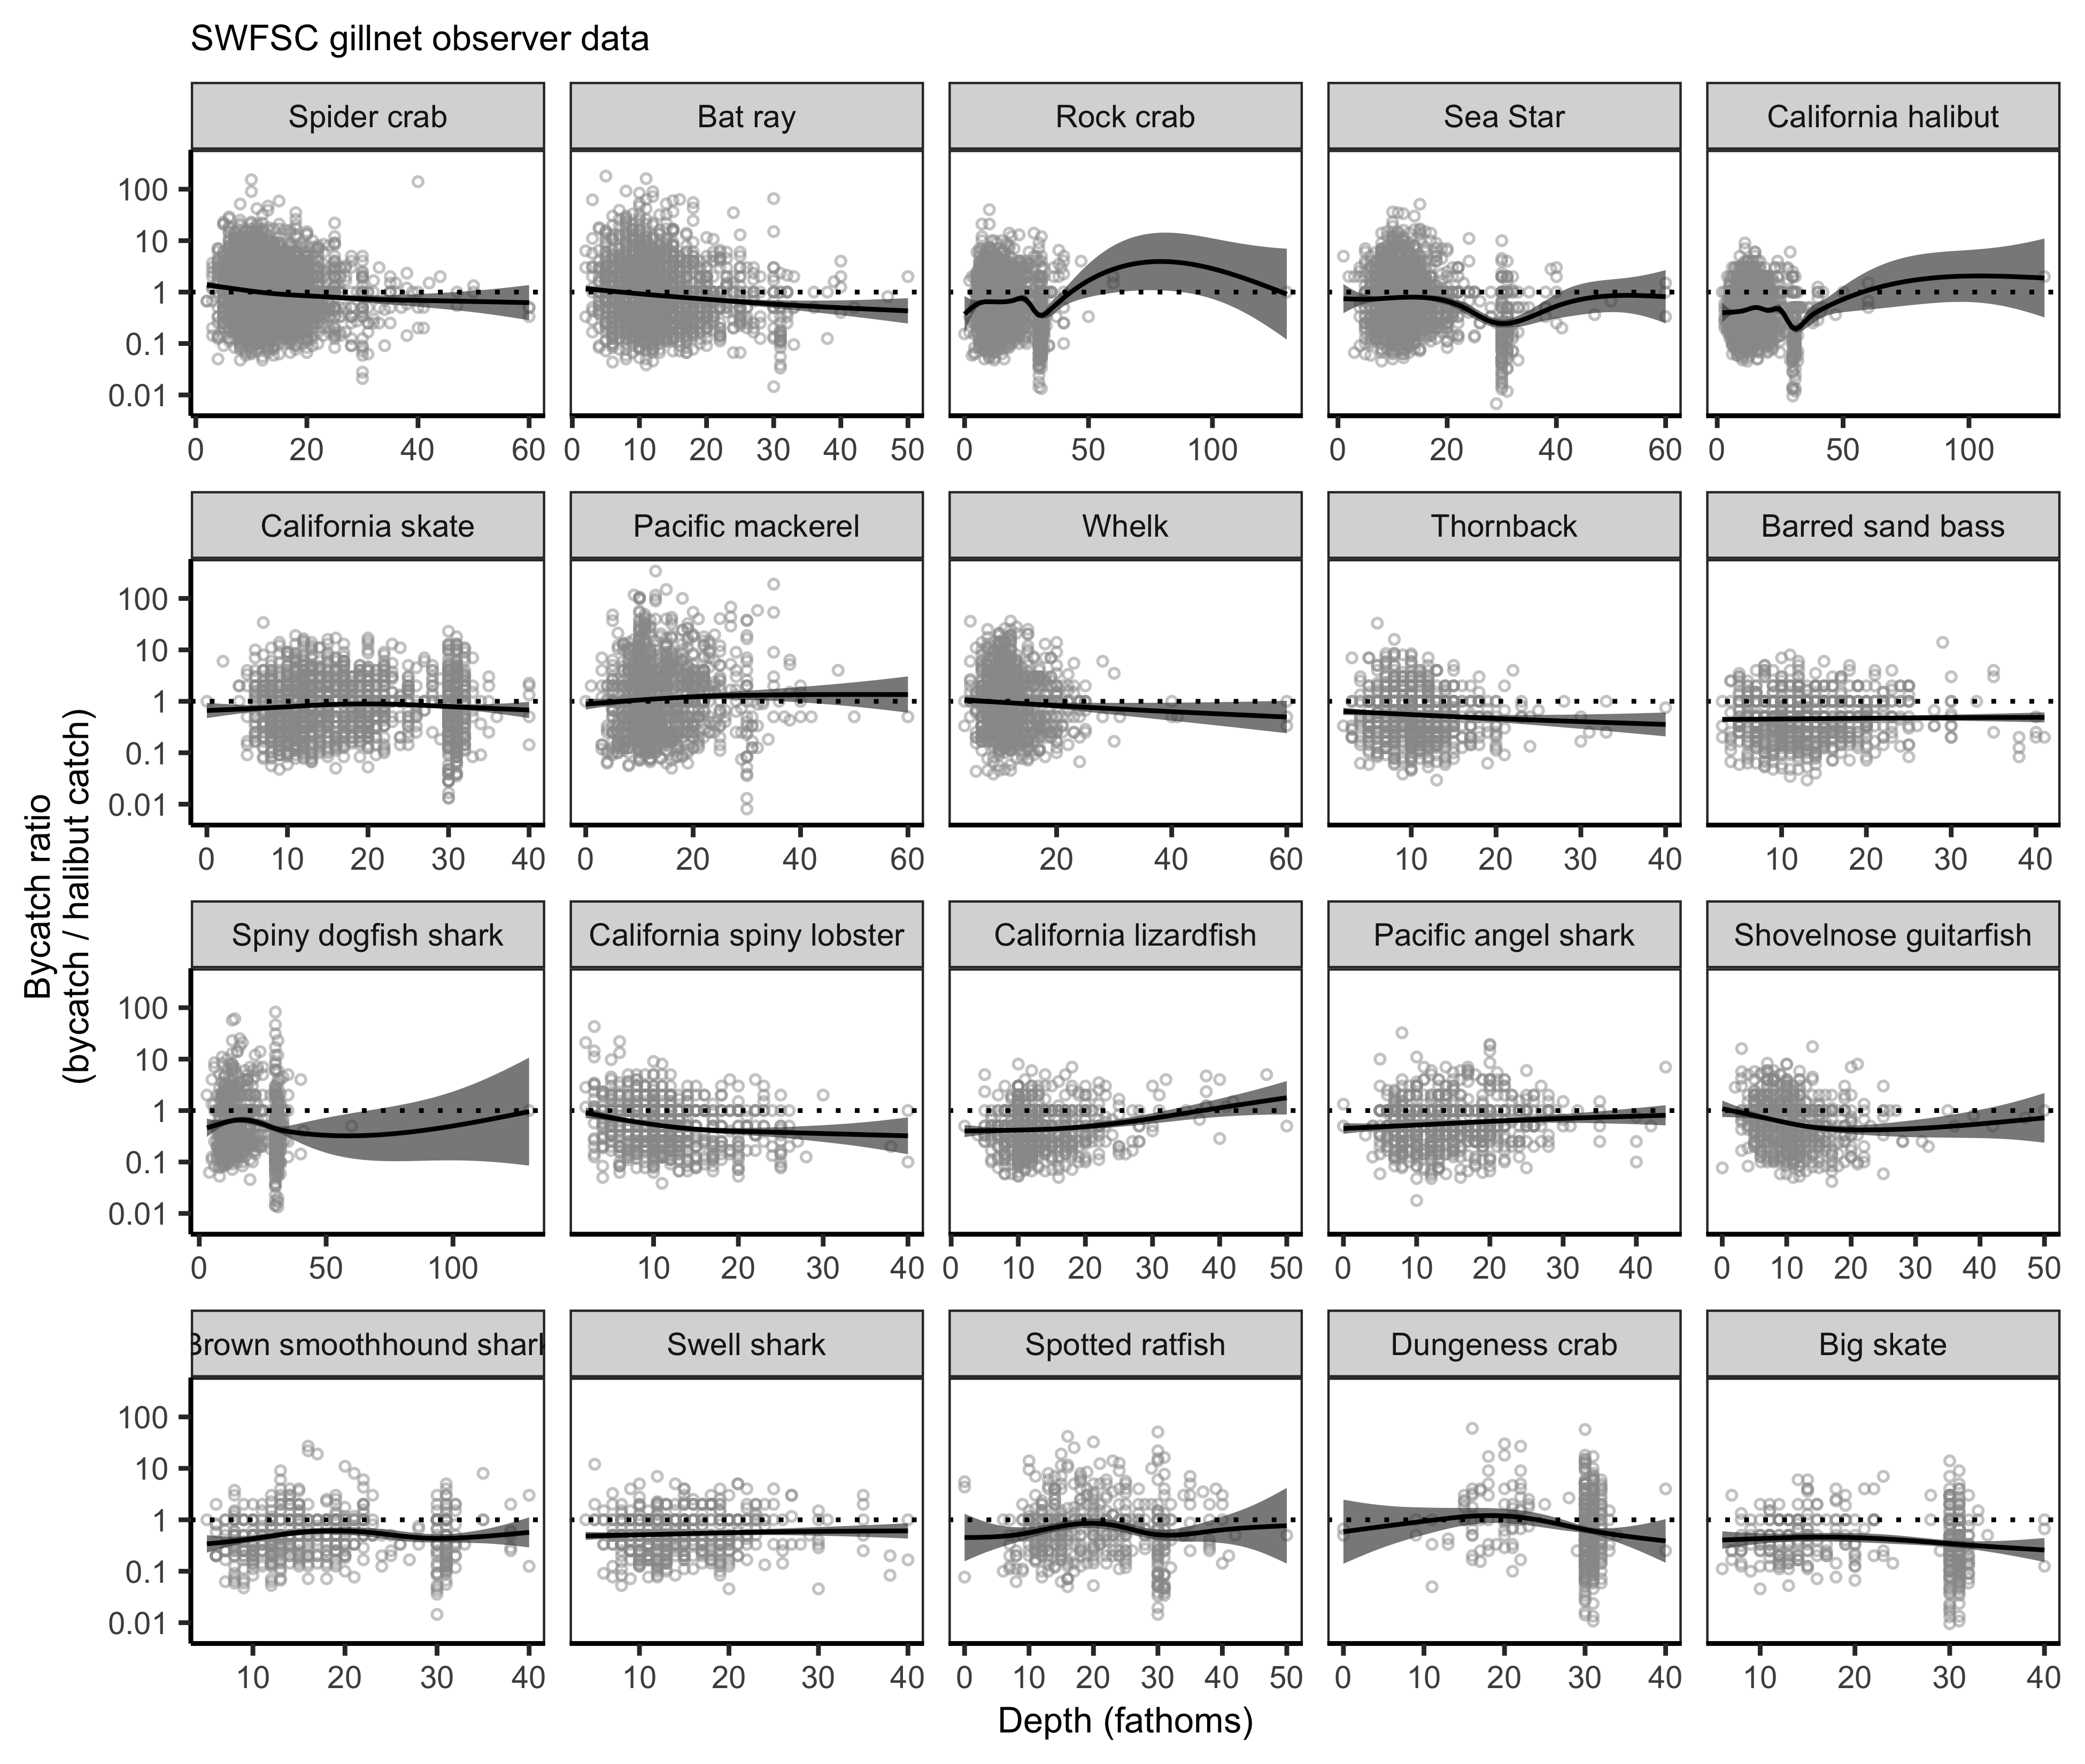 SWFSC gillnet observer data
Spider crab Bat ray Rock crab Sea Star California halibut
100
10
1
0.1
0.01
0 20 40 60 0 10 20 30 40 50 0 50 100 0 20 40 60 0 50 100
California skate Pacific mackerel Whelk Thornback Barred sand bass
100
10
1
0.1
0.01
0 10 20 30 40 0 20 40 60 20 40 60 10 20 30 40 10 20 30 40
Bycatch ratio
(bycatch / halibut catch)
Spiny dogfish shark California spiny lobster California lizardfish Pacific angel shark Shovelnose guitarfish
100
10
1
0.1
0.01
0 50 100 10 20 30 40 0 10 20 30 40 50 0 10 20 30 40 0 10 20 30 40 50
Brown smoothhound shark Swell shark Spotted ratfish Dungeness crab Big skate
100
10
1
0.1
0.01
10 20 30 40 10 20 30 40 0 10 20 30 40 50 0 10 20 30 40 10 20 30 40
Depth (fathoms)